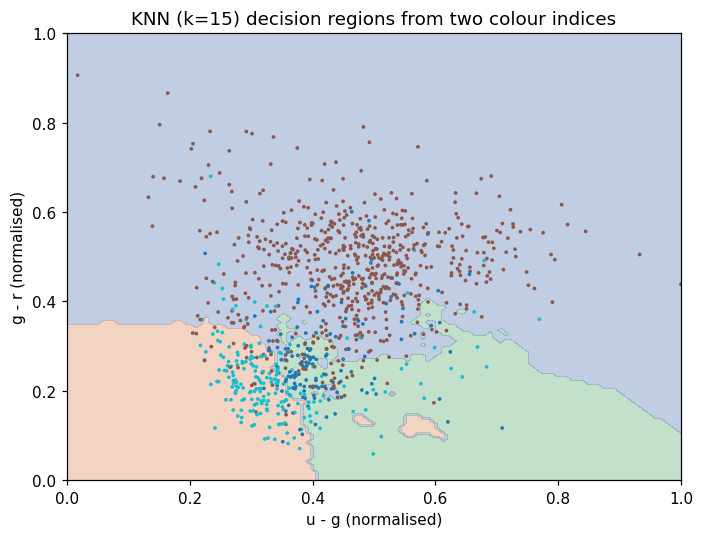 KNN (k=15) decision regions from two colour indices
1.0
0.8
0.6
0.4
0.2
0.0
g - r (normalised)
0.0 0.2 0.4 0.6 0.8 1.0
u - g (normalised)